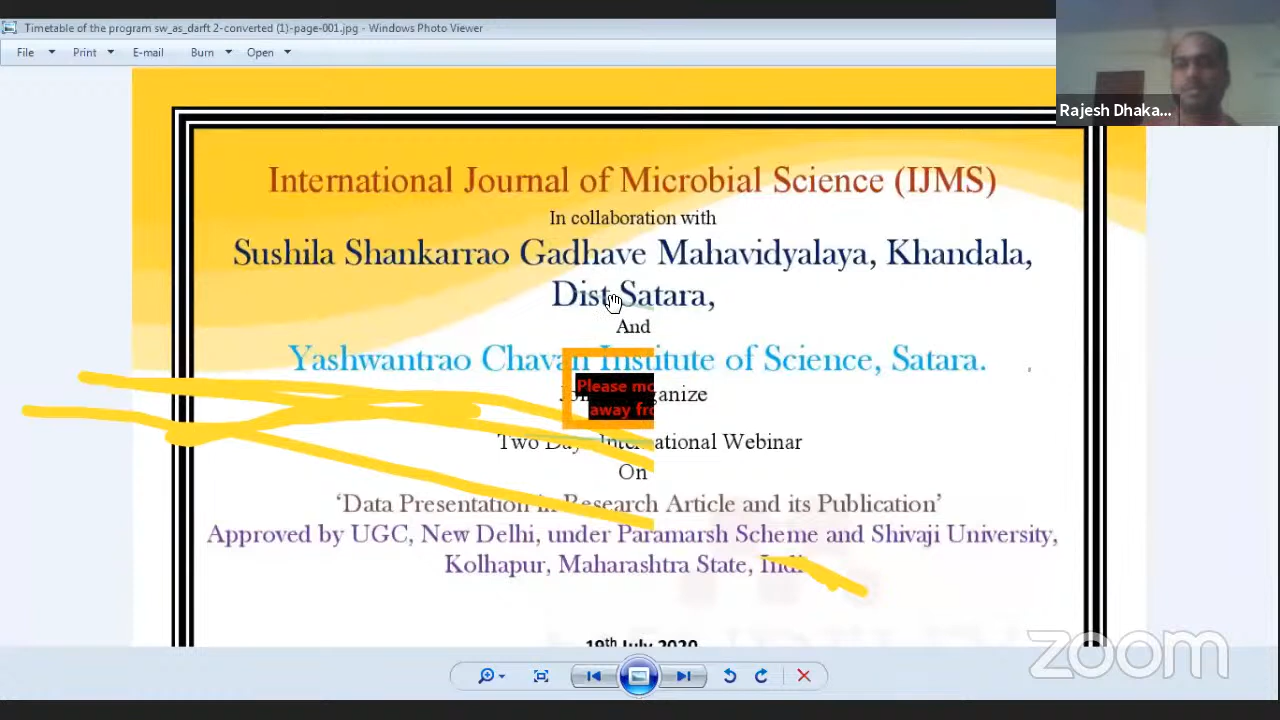 Timetable of the program sw_as_darft 2-converted (1)-page-001.jpg - Windows Photo Viewer
File Print E-mail Burn Open
Rajesh Dhaka...
International Journal of Microbial Science (IJMS)
In collaboration with
Sushila Shankarrao Gadhave Mahavidyalaya, Khandala,
Dist Satara,
And
Yashwantrao Chavan Institute of Science, Satara.
Please mo
away fro
Two Day International Webinar
On
‘Data Presentation in Research Article and its Publication’
Approved by UGC, New Delhi, under Paramarsh Scheme and Shivaji University,
Kolhapur, Maharashtra State, India
19th July 2020
zoom